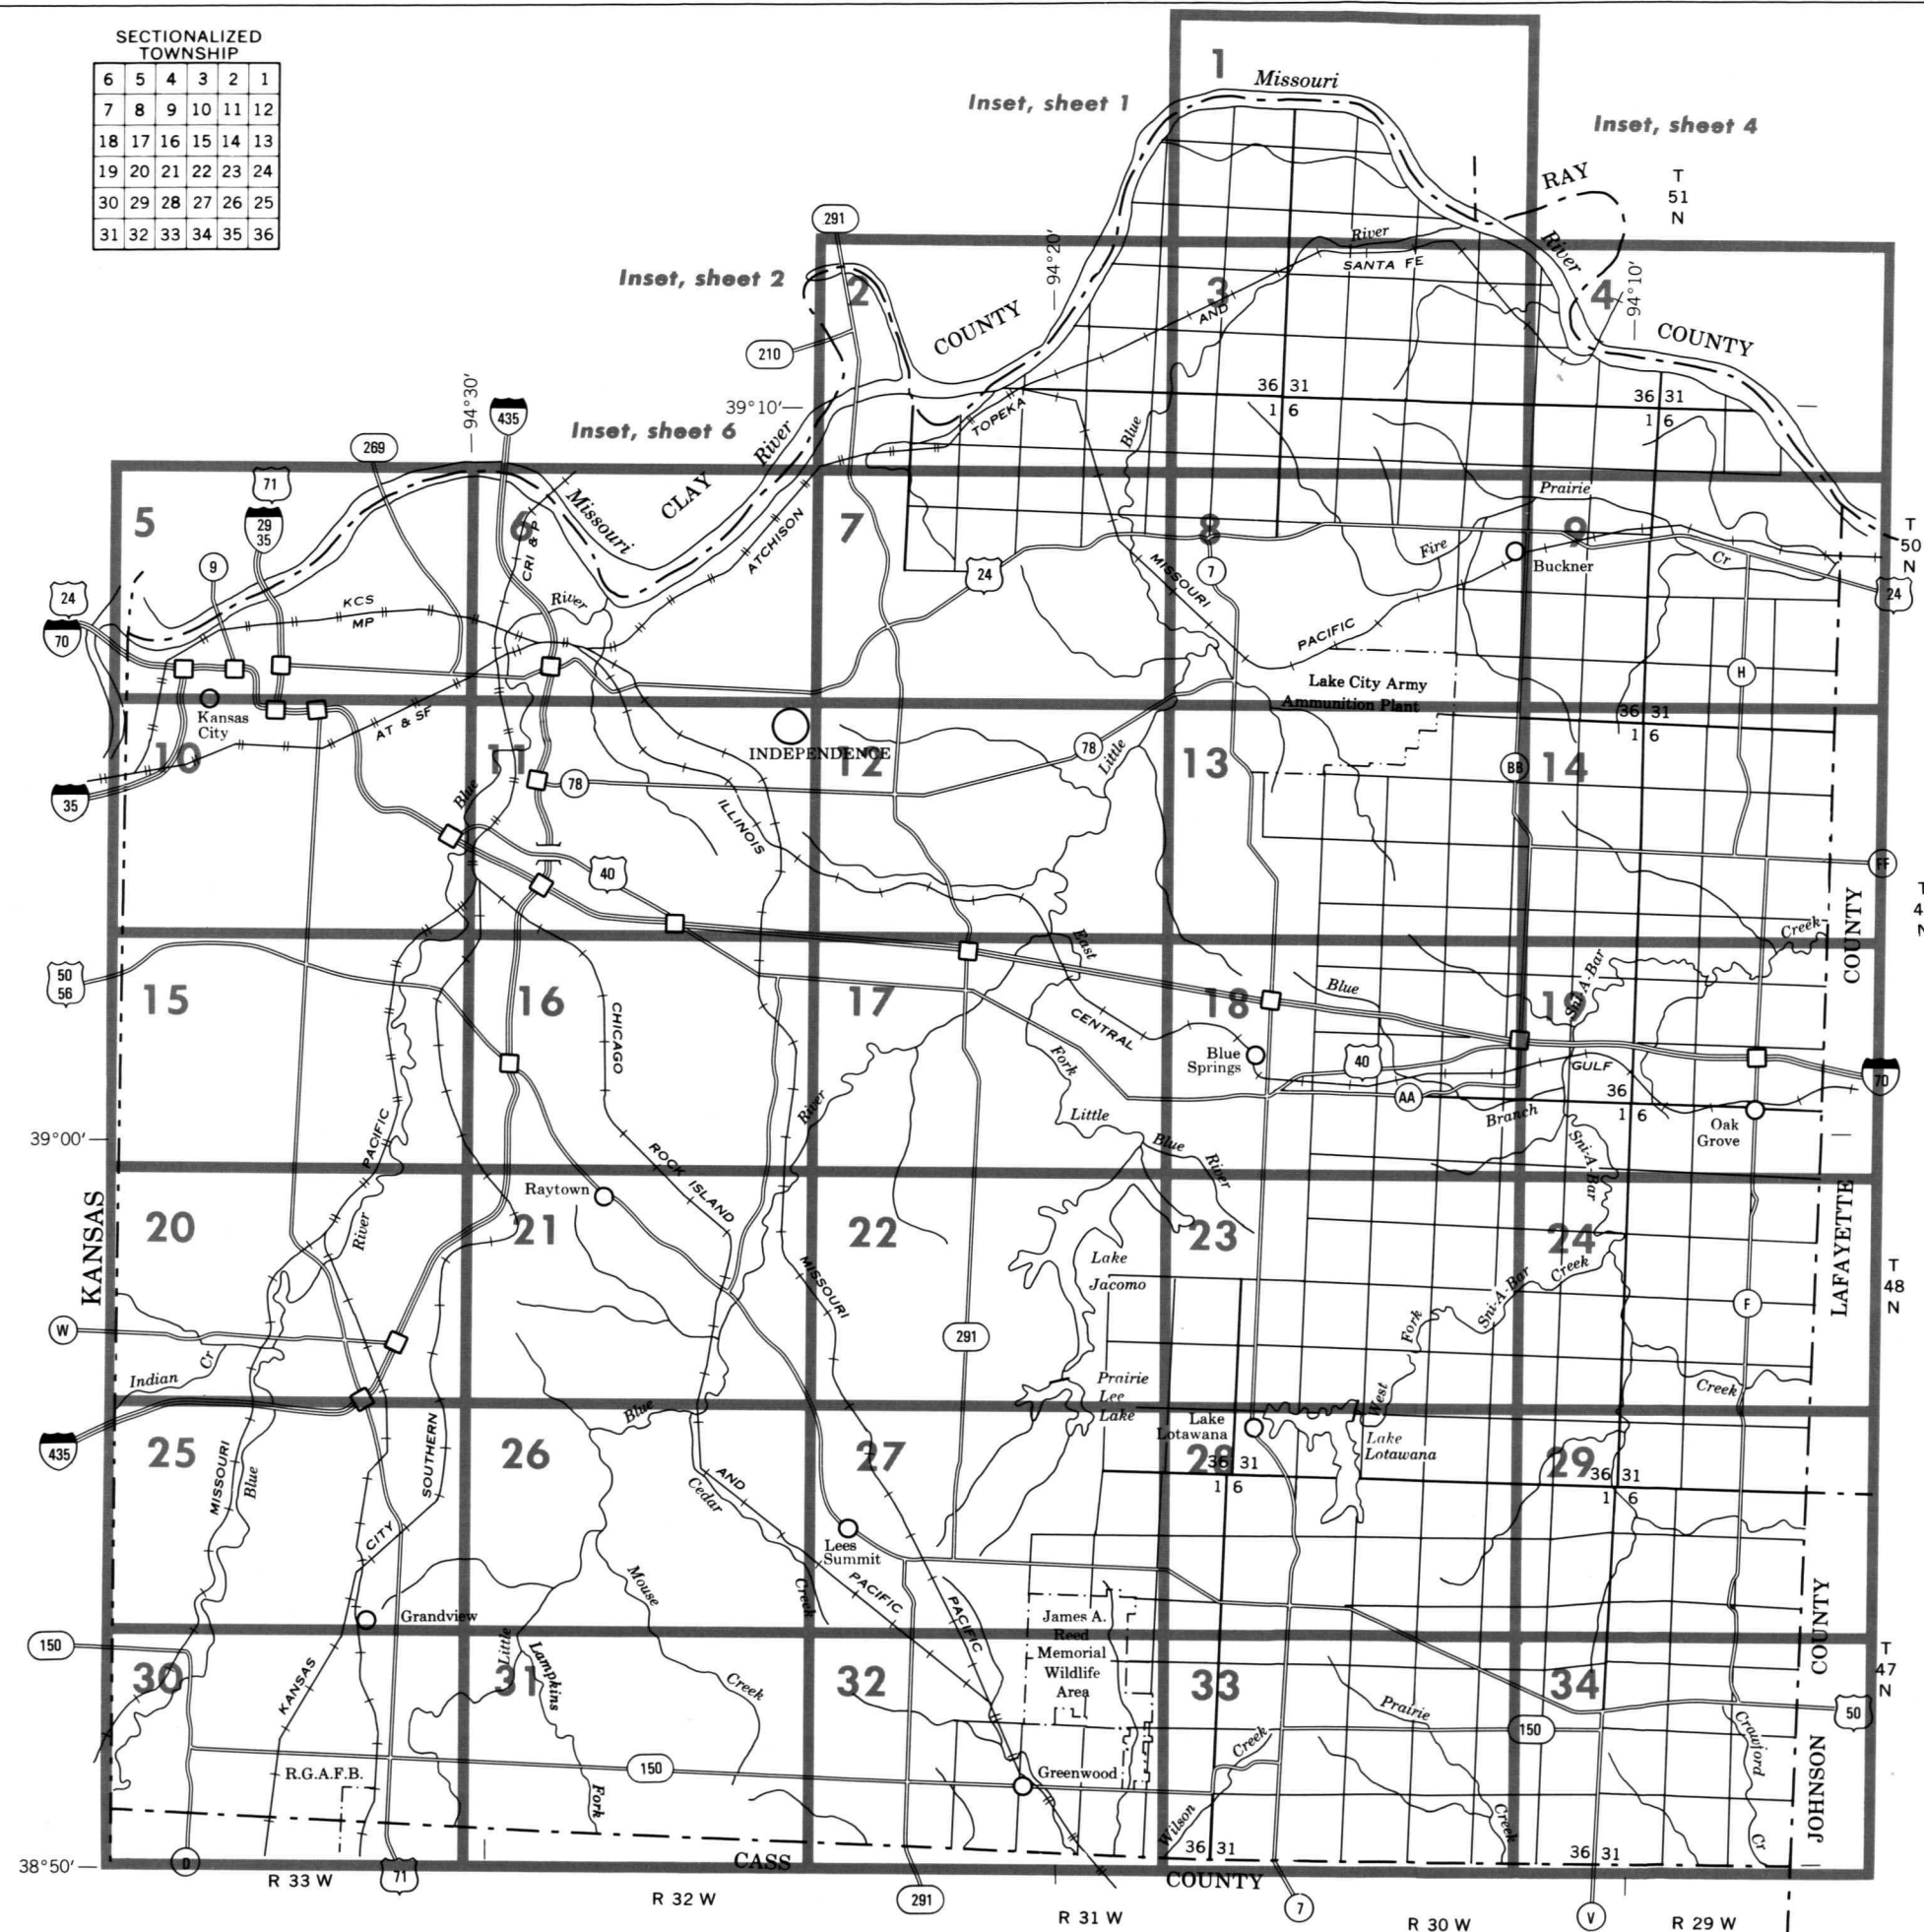 SECTIONALIZED
TOWNSHIP
6 5 4 3 2 1
7 8 9 10 11 12
18 17 16 15 14 13
19 20 21 22 23 24
30 29 28 27 26 25
31 32 33 34 35 36
1
Missouri
Inset, sheet 1
Inset, sheet 4
RAY
T
51
N
291
River
River
94°20'
SANTA FE
Inset, sheet 2
2
3
4
94°10'
AND
COUNTY
COUNTY
210
94°30'
36 31
1 6
36 31
1 6
39°10'
435
Inset, sheet 6
River
TOPEKA
Blue
269
71
Missouri
CLAY
Prairie
5
29
35
6
CRI & P
ATCHISON
7
8
9
T
50
N
9
24
MISSOURI
7
Fire
Buckner
Cr
24
24
70
KCS
MP
River
PACIFIC
H
Lake City Army
Ammunition Plant
Kansas
City
AT & SF
36 31
1 6
INDEPENDENCE
78
Little
10
11
12
13
BB
14
35
Blue
78
ILLINOIS
40
FF
COUNTY
T
4
N
Creek
East
50
56
15
16
17
18
19
Blue
Sni-A-Bar
CHICAGO
CENTRAL
Fork
Blue
Springs
40
GULF
70
AA
36
1 6
Branch
Oak
Grove
Little
Blue
River
River
39°00'
PACIFIC
ROCK ISLAND
Sni-A-Bar
Raytown
KANSAS
20
River
21
22
23
24
LAFAYETTE
Lake
Jacomo
Creek
Sni-A-Bar
MISSOURI
T
48
N
W
291
Fork
F
Indian
Cr
Prairie
Lee
Lake
West
Creek
Blue
Lake
Lotawana
Lake
Lotawana
435
25
MISSOURI
Blue
SOUTHERN
26
27
28
36 31
1 6
29
36 31
1 6
AND
Cedar
CITY
Lees
Summit
Mouse
Creek
PACIFIC
PACIFIC
Grandview
James A.
Reed
Memorial
Wildlife
Area
COUNTY
150
30
KANSAS
Little
31
Lampkins
Creek
32
33
34
T
47
N
Prairie
150
50
Creek
Crawford
R.G.A.F.B.
150
Greenwood
Fork
Wilson
Creek
Cr
JOHNSON
36 31
36 31
38°50'
D
71
CASS
COUNTY
R 33 W
R 32 W
291
R 31 W
7
R 30 W
V
R 29 W